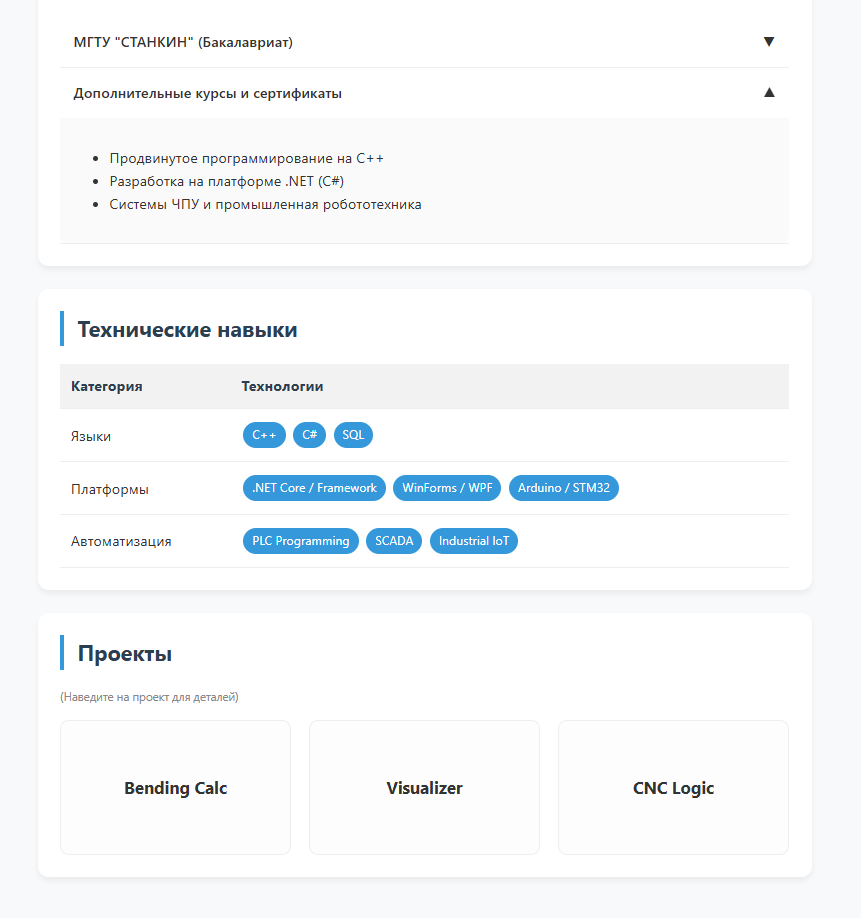 МГТУ "СТАНКИН" (Бакалавриат) ▼
Дополнительные курсы и сертификаты ▲
• Продвинутое программирование на C++
• Разработка на платформе .NET (C#)
• Системы ЧПУ и промышленная робототехника
Технические навыки
Категория Технологии
Языки C++ C# SQL
Платформы .NET Core / Framework WinForms / WPF Arduino / STM32
Автоматизация PLC Programming SCADA Industrial IoT
Проекты
(Наведите на проект для деталей)
Bending Calc Visualizer CNC Logic